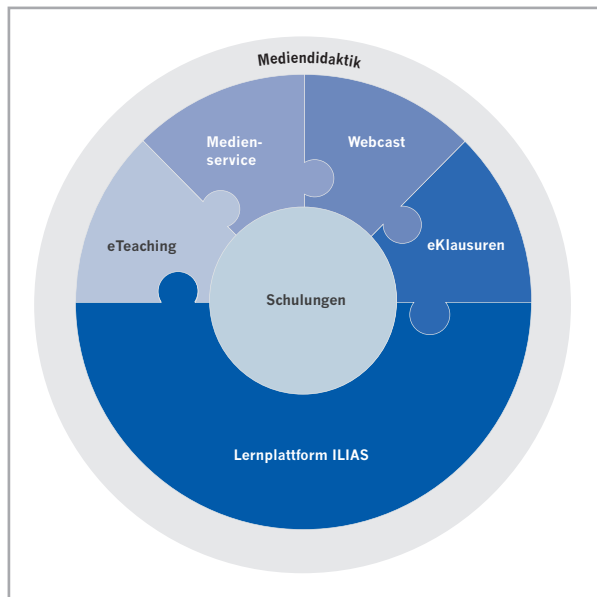 Mediendidaktik
Medien-
service
Webcast
eTeaching
eKlausuren
Schulungen
Lernplattform ILIAS